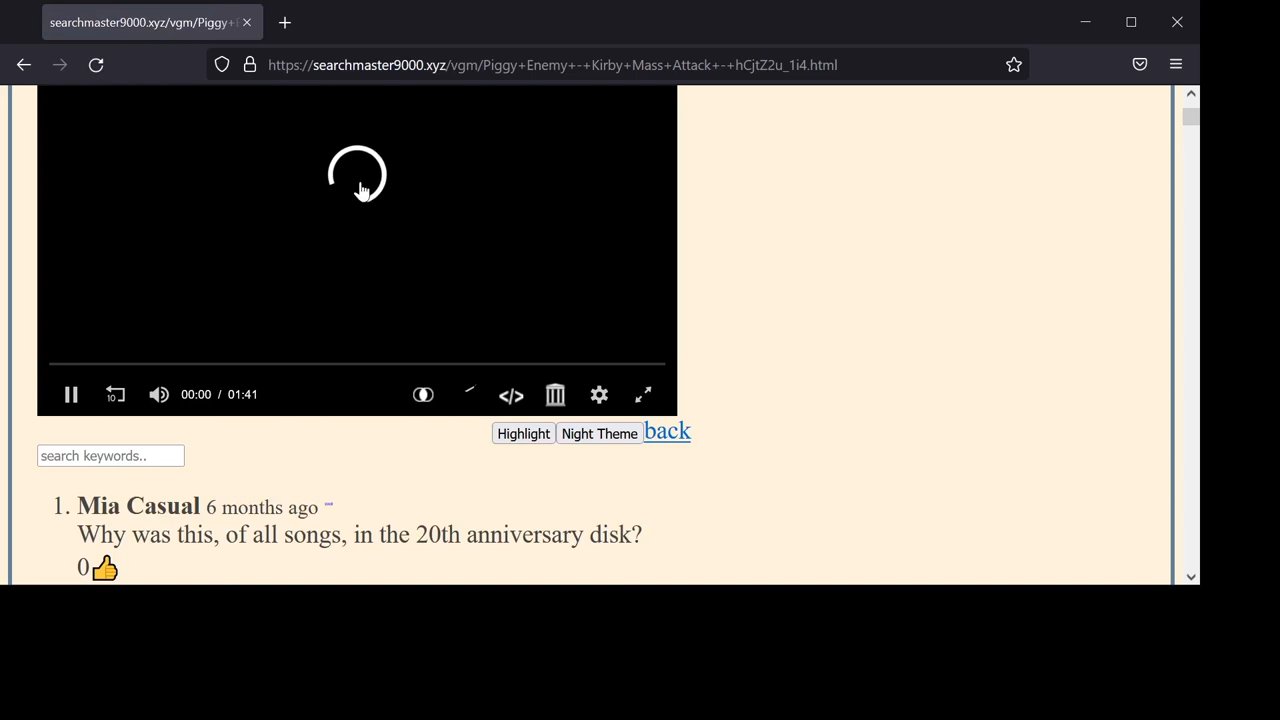 searchmaster9000.xyz/vgm/Piggy+
https://searchmaster9000.xyz/vgm/Piggy+Enemy+-+Kirby+Mass+Attack+-+hCjtZ2u_1i4.html
10
00:00 / 01:41
</>
Highlight Night Theme back
search keywords..
1. Mia Casual 6 months ago
Why was this, of all songs, in the 20th anniversary disk?
0👍